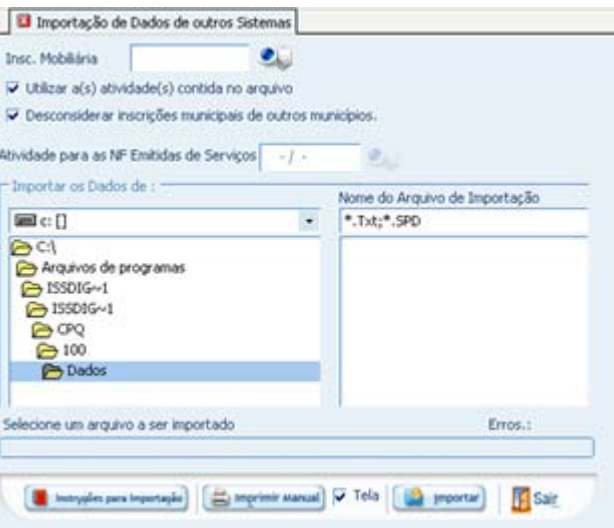 Importação de Dados de outros Sistemas
Insc. Mobiliária
Utilizar a(s) atividade(s) contida no arquivo
Desconsiderar inscrições municipais de outros municípios.
Atividade para as NF Emitidas de Serviços - / -
Importar os Dados de :
Nome do Arquivo de Importação
c: []
*.Txt;*.SPD
C:\
Arquivos de programas
ISSDIG~1
ISSDIG~1
CPQ
100
Dados
Selecione um arquivo a ser importado
Erros.:
Instruções para Importação Imprimir Manual Tela Importar Sair